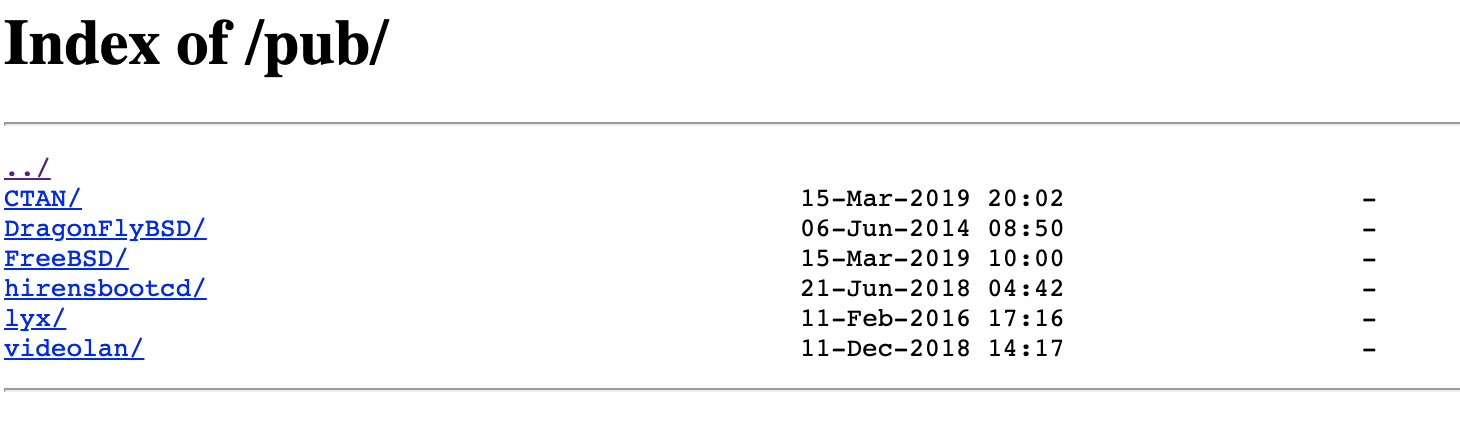 Index of /pub/
../
CTAN/ 15-Mar-2019 20:02 -
DragonFlyBSD/ 06-Jun-2014 08:50 -
FreeBSD/ 15-Mar-2019 10:00 -
hirensbootcd/ 21-Jun-2018 04:42 -
lyx/ 11-Feb-2016 17:16 -
videolan/ 11-Dec-2018 14:17 -